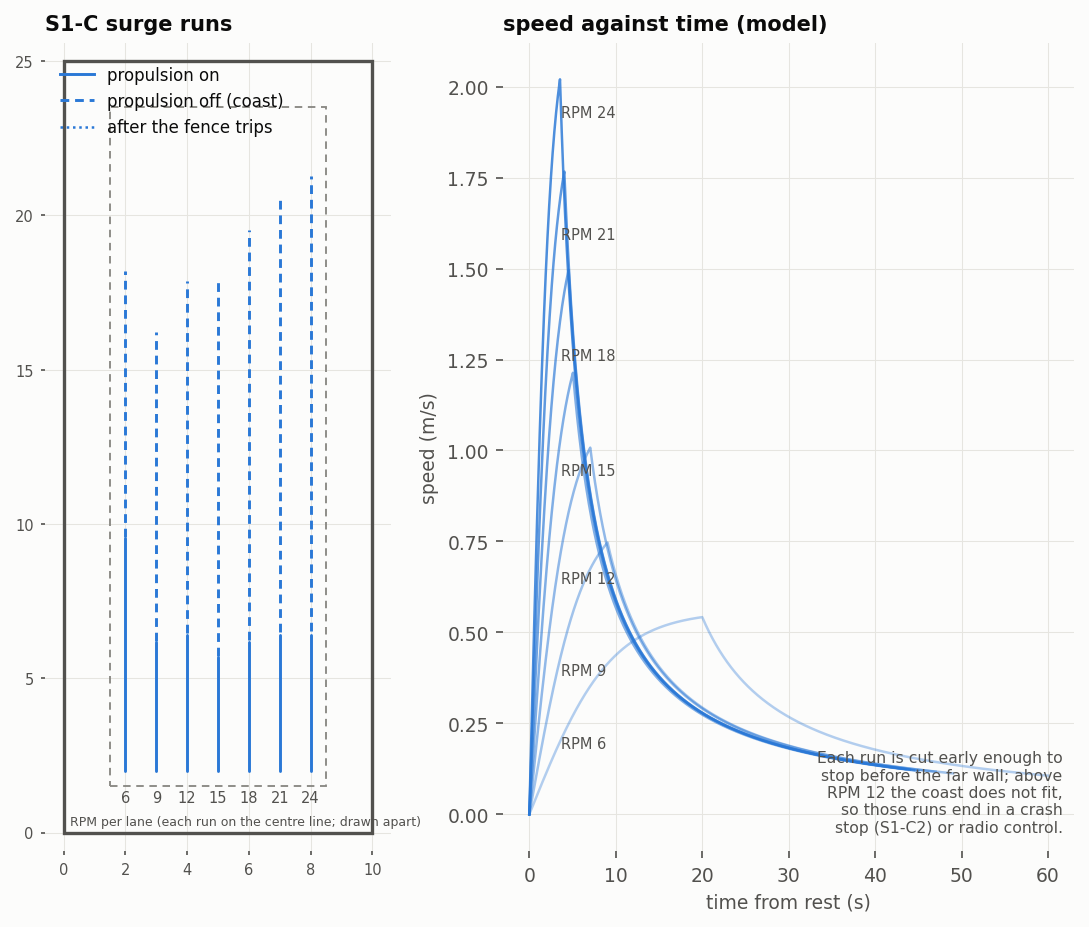 S1-C surge runs
speed against time (model)
25
20
15
10
5
0
propulsion on
propulsion off (coast)
after the fence trips
6 9 12 15 18 21 24
RPM per lane (each run on the centre line; drawn apart)
0 2 4 6 8 10
speed (m/s)
2.00
1.75
1.50
1.25
1.00
0.75
0.50
0.25
0.00
RPM 24
RPM 21
RPM 18
RPM 15
RPM 12
RPM 9
RPM 6
Each run is cut early enough to
stop before the far wall; above
RPM 12 the coast does not fit,
so those runs end in a crash
stop (S1-C2) or radio control.
0 10 20 30 40 50 60
time from rest (s)